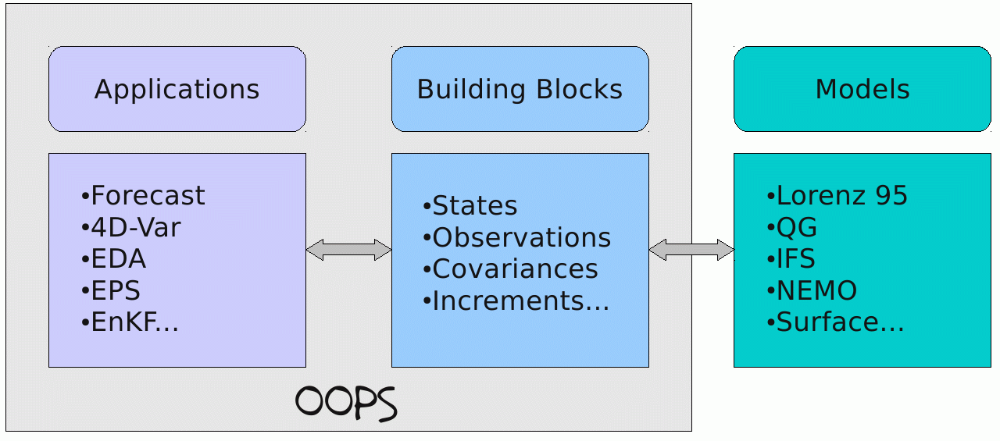 Applications
Building Blocks
Models
•Forecast
•4D-Var
•EDA
•EPS
•EnKF...
•States
•Observations
•Covariances
•Increments...
•Lorenz 95
•QG
•IFS
•NEMO
•Surface...
OOPS